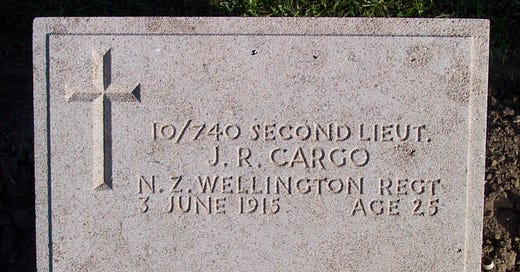 10/740 SECOND LIEUT.
J. R. CARGO
N. Z. WELLINGTON REGT
3 JUNE 1915 AGE 25